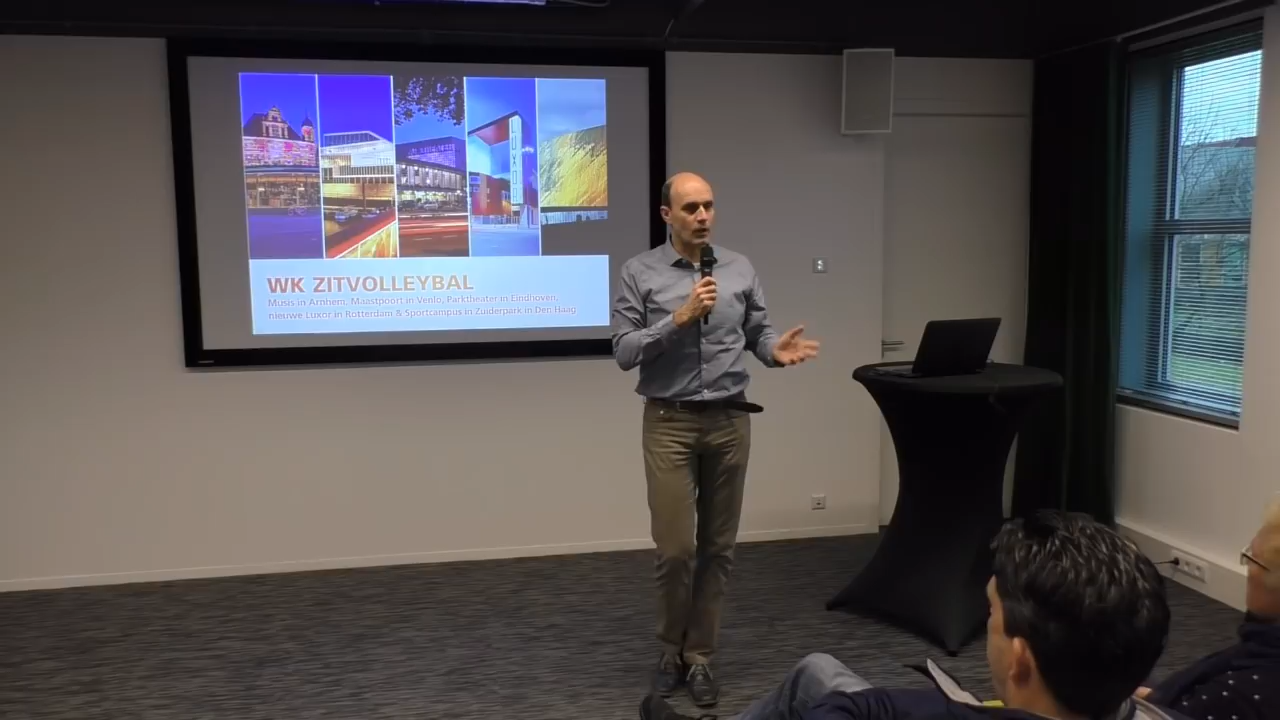 LUXOR
WK ZITVOLLEYBAL
Musis in Arnhem, Maaspoort in Venlo, Parktheater in Eindhoven,
nieuwe Luxor in Rotterdam & Sportcampus in Zuiderpark in Den Haag